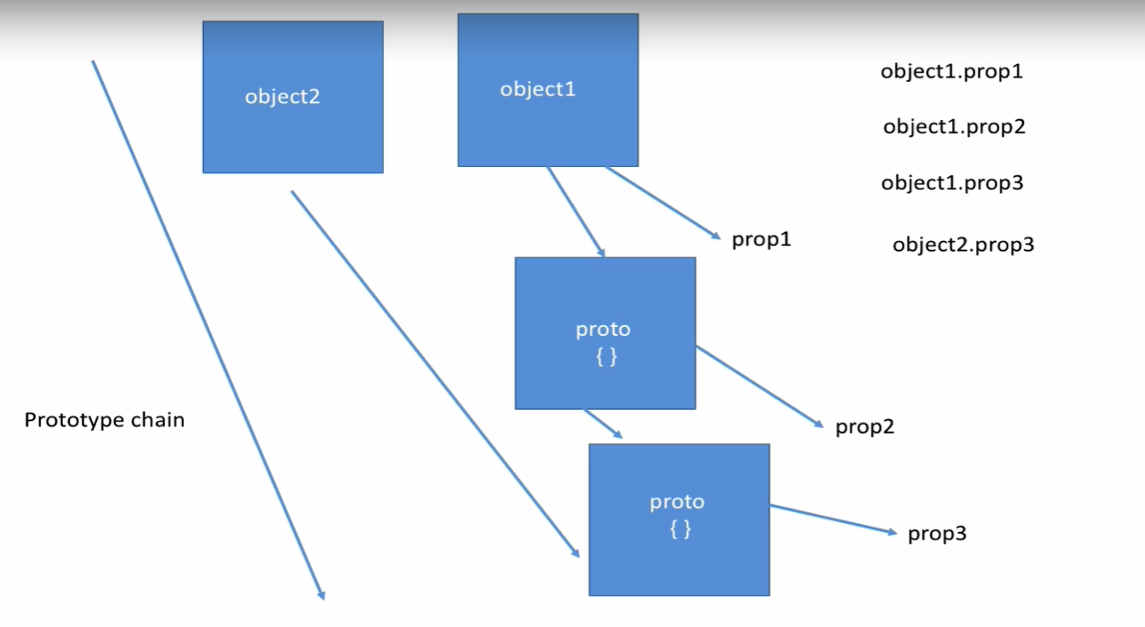 object2
object1
object1.prop1
object1.prop2
object1.prop3
object2.prop3
prop1
proto
{ }
prop2
Prototype chain
proto
{ }
prop3